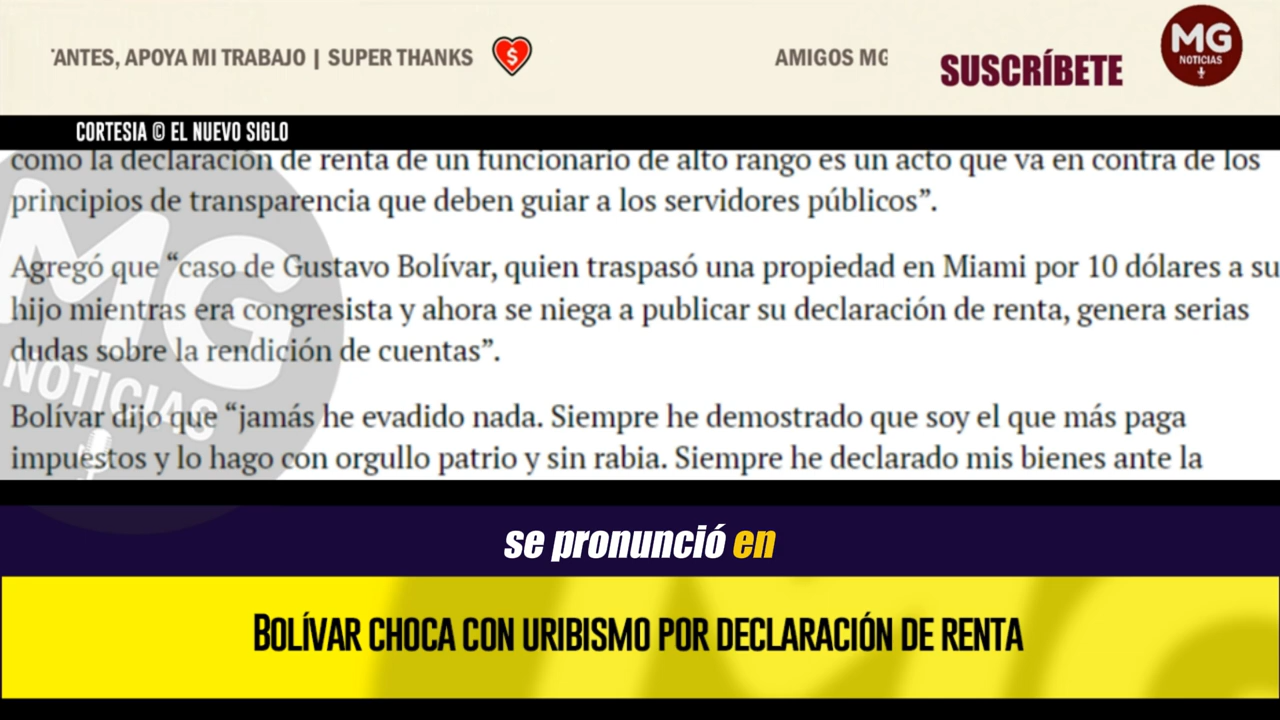 'ANTES, APOYA MI TRABAJO | SUPER THANKS
AMIGOS MG
SUSCRÍBETE
MG
NOTICIAS
CORTESIA © EL NUEVO SIGLO
como la declaración de renta de un funcionario de alto rango es un acto que va en contra de los
principios de transparencia que deben guiar a los servidores públicos”.
Agregó que “caso de Gustavo Bolívar, quien traspasó una propiedad en Miami por 10 dólares a su
hijo mientras era congresista y ahora se niega a publicar su declaración de renta, genera serias
dudas sobre la rendición de cuentas”.
Bolívar dijo que “jamás he evadido nada. Siempre he demostrado que soy el que más paga
impuestos y lo hago con orgullo patrio y sin rabia. Siempre he declarado mis bienes ante la
MG
NOTICIAS
se pronunció en
BOLÍVAR CHOCA CON URIBISMO POR DECLARACIÓN DE RENTA